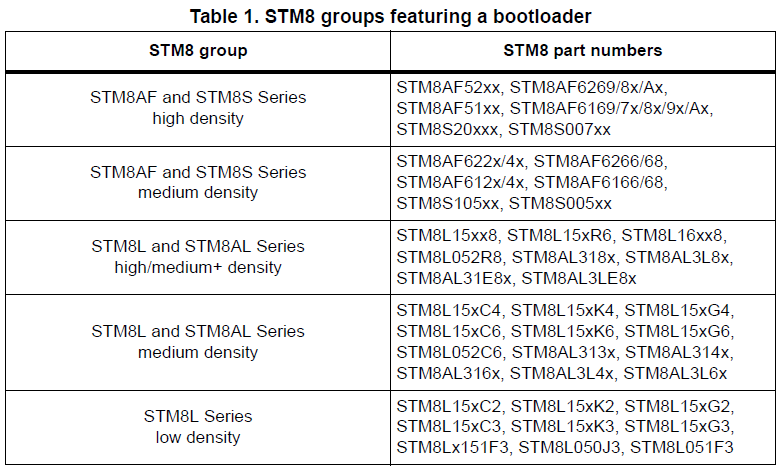 Table 1. STM8 groups featuring a bootloader
STM8 group
STM8 part numbers
STM8AF and STM8S Series
high density
STM8AF52xx, STM8AF6269/8x/Ax,
STM8AF51xx, STM8AF6169/7x/8x/9x/Ax,
STM8S20xxx, STM8S007xx
STM8AF and STM8S Series
medium density
STM8AF622x/4x, STM8AF6266/68,
STM8AF612x/4x, STM8AF6166/68,
STM8S105xx, STM8S005xx
STM8L and STM8AL Series
high/medium+ density
STM8L15xx8, STM8L15xR6, STM8L16xx8,
STM8L052R8, STM8AL318x, STM8AL3L8x,
STM8AL31E8x, STM8AL3LE8x
STM8L and STM8AL Series
medium density
STM8L15xC4, STM8L15xK4, STM8L15xG4,
STM8L15xC6, STM8L15xK6, STM8L15xG6,
STM8L052C6, STM8AL313x, STM8AL314x,
STM8AL316x, STM8AL3L4x, STM8AL3L6x
STM8L Series
low density
STM8L15xC2, STM8L15xK2, STM8L15xG2,
STM8L15xC3, STM8L15xK3, STM8L15xG3,
STM8Lx151F3, STM8L050J3, STM8L051F3